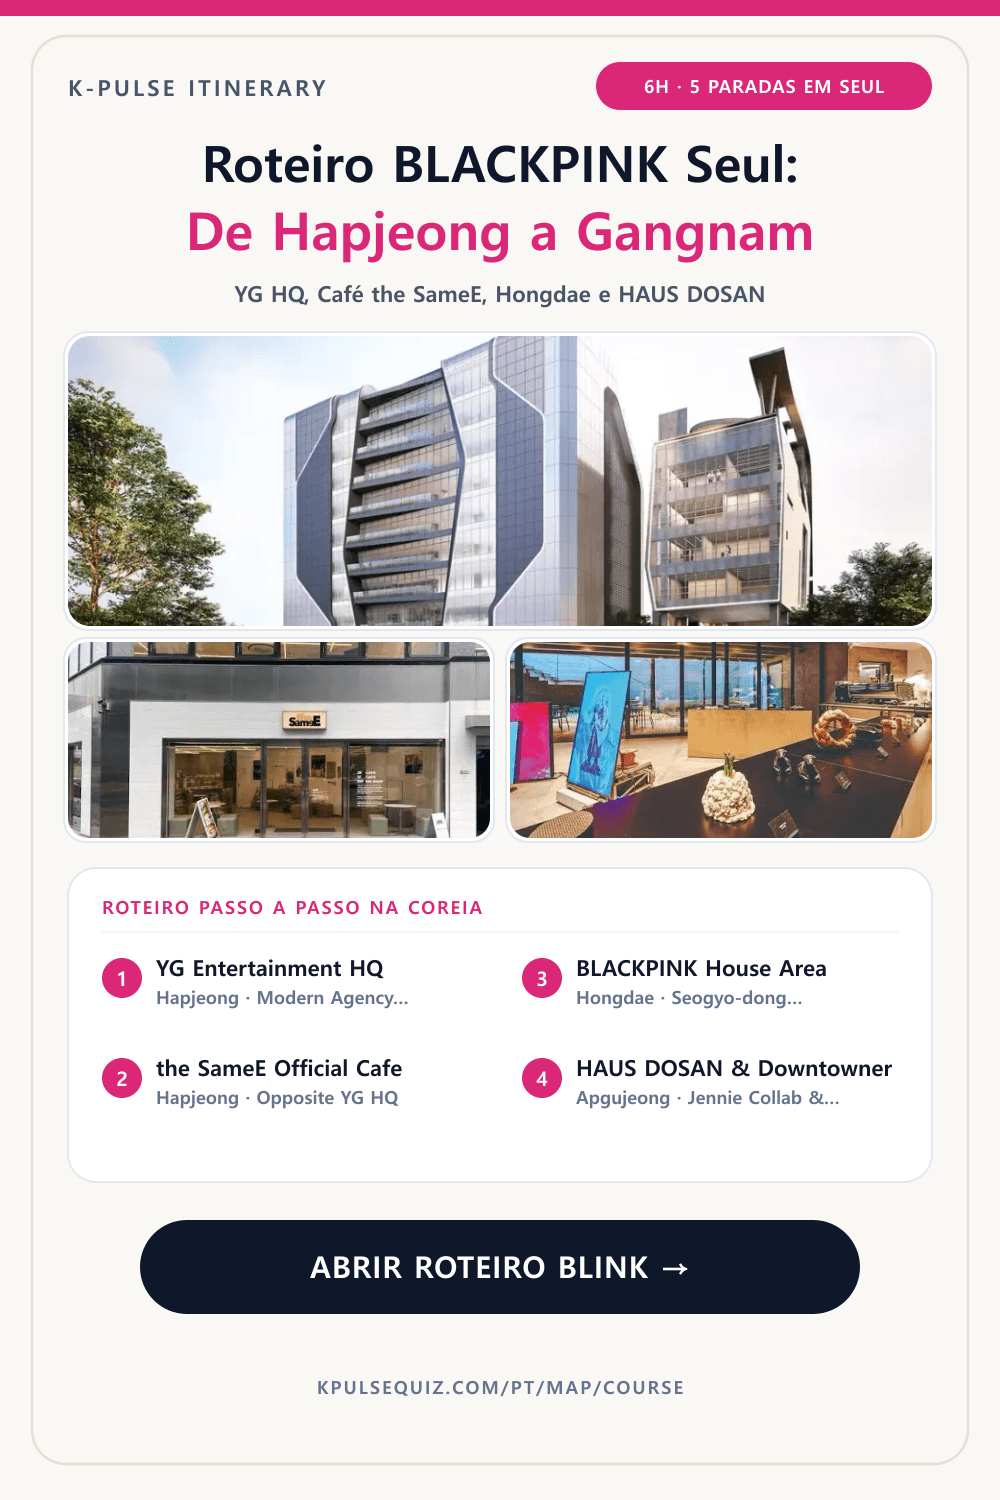 K-PULSE ITINERARY
6H · 5 PARADAS EM SEUL
Roteiro BLACKPINK Seul:
De Hapjeong a Gangnam
YG HQ, Café the SameE, Hongdae e HAUS DOSAN
SameE
ROTEIRO PASSO A PASSO NA COREIA
1 YG Entertainment HQ
Hapjeong · Modern Agency...
2 the SameE Official Cafe
Hapjeong · Opposite YG HQ
3 BLACKPINK House Area
Hongdae · Seogyo-dong...
4 HAUS DOSAN & Downtowner
Apgujeong · Jennie Collab &...
ABRIR ROTEIRO BLINK →
KPULSEQUIZ.COM/PT/MAP/COURSE